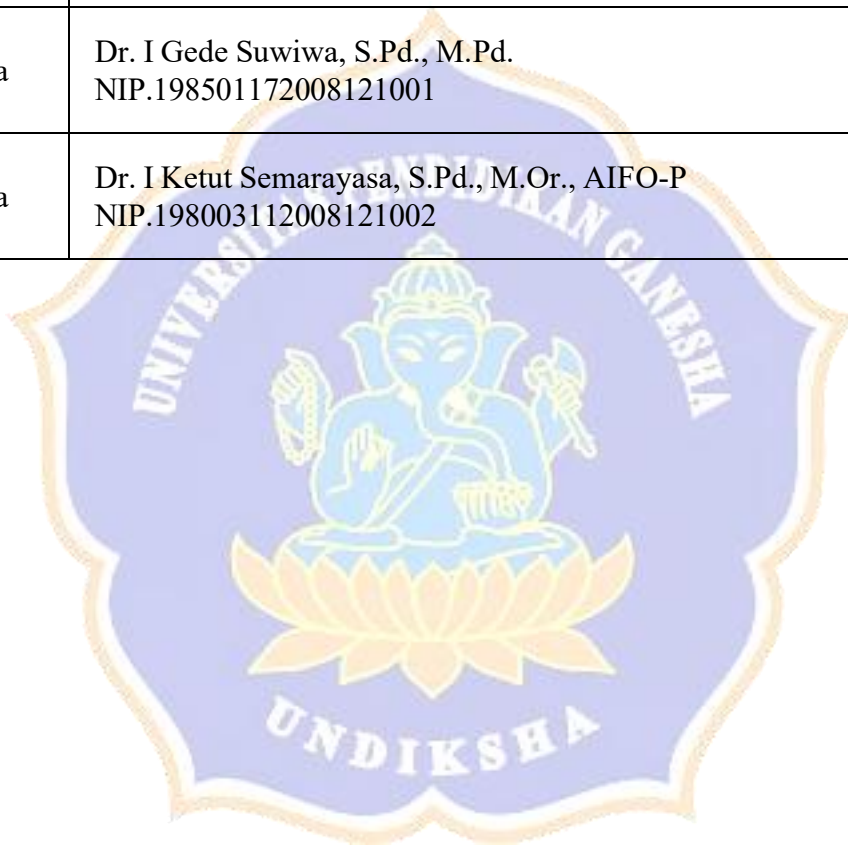 a
Dr. I Gede Suwiwa, S.Pd., M.Pd.
NIP.198501172008121001
a
Dr. I Ketut Semarayasa, S.Pd., M.Or., AIFO-P
NIP.198003112008121002
UNIVERSITAS PENDIDIKAN GANESHA
UNDIKSHA